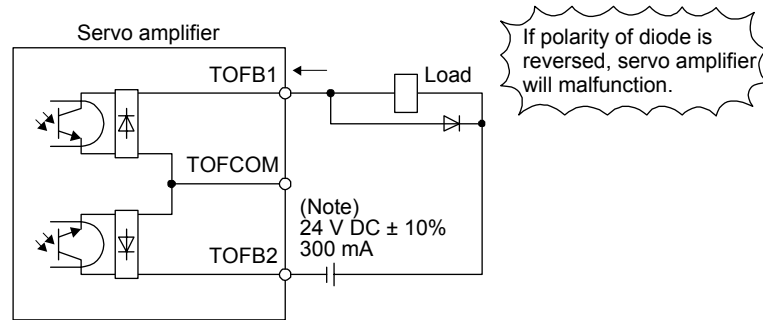 Servo amplifier
TOFB1
Load
If polarity of diode is
reversed, servo amplifier
will malfunction.
TOFCOM
(Note)
24 V DC ± 10%
300 mA
TOFB2